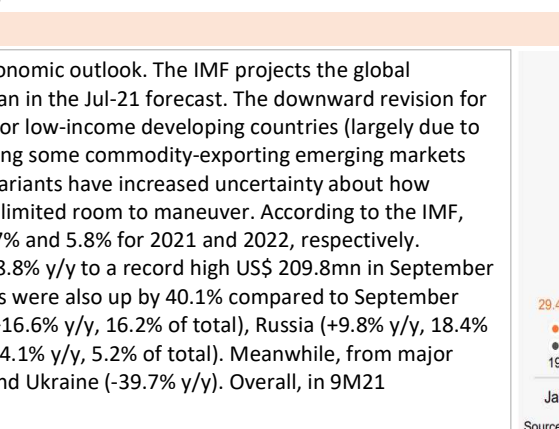 onomic outlook. The IMF projects the global
an in the Jul-21 forecast. The downward revision for
or low-income developing countries (largely due to
ing some commodity-exporting emerging markets
ariants have increased uncertainty about how
limited room to maneuver. According to the IMF,
7% and 5.8% for 2021 and 2022, respectively.
8.8% y/y to a record high US$ 209.8mn in September
s were also up by 40.1% compared to September
16.6% y/y, 16.2% of total), Russia (+9.8% y/y, 18.4%
4.1% y/y, 5.2% of total). Meanwhile, from major
nd Ukraine (-39.7% y/y). Overall, in 9M21
29.4
19
Ja
Source